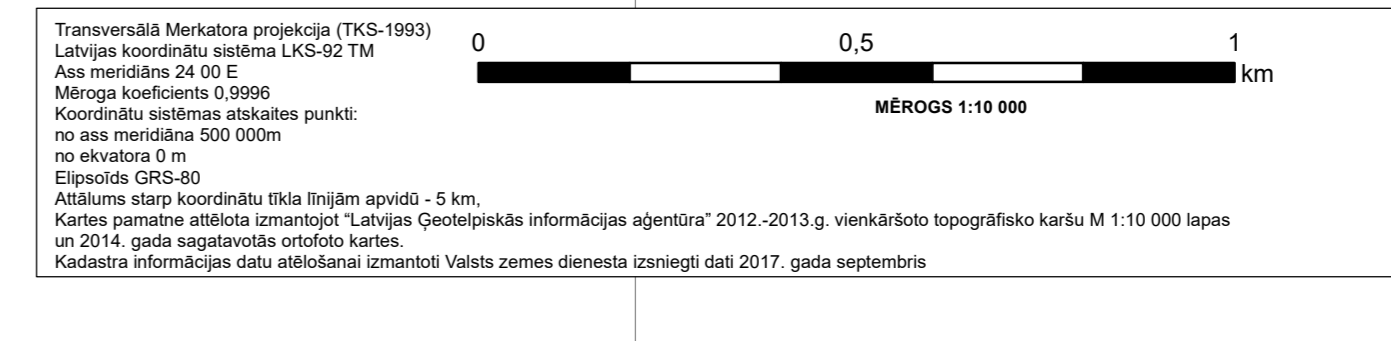 Transversālā Merkatora projekcija (TKS-1993)
Latvijas koordinātu sistēma LKS-92 TM
Ass meridiāns 24 00 E
Mēroga koeficients 0,9996
Koordinātu sistēmas atskaites punkti:
no ass meridiāna 500 000m
no ekvatora 0 m
Elipsoīds GRS-80
Attālums starp koordinātu tīkla līnijām apvidū - 5 km,
Kartes pamatne attēlota izmantojot “Latvijas Ģeotelpiskās informācijas aģentūra” 2012.-2013.g. vienkāršoto topogrāfisko karšu M 1:10 000 lapas
un 2014. gada sagatavotās ortofoto kartes.
Kadastra informācijas datu atēlošanai izmantoti Valsts zemes dienesta izsniegti dati 2017. gada septembris
0 0,5 1
km
MĒROGS 1:10 000